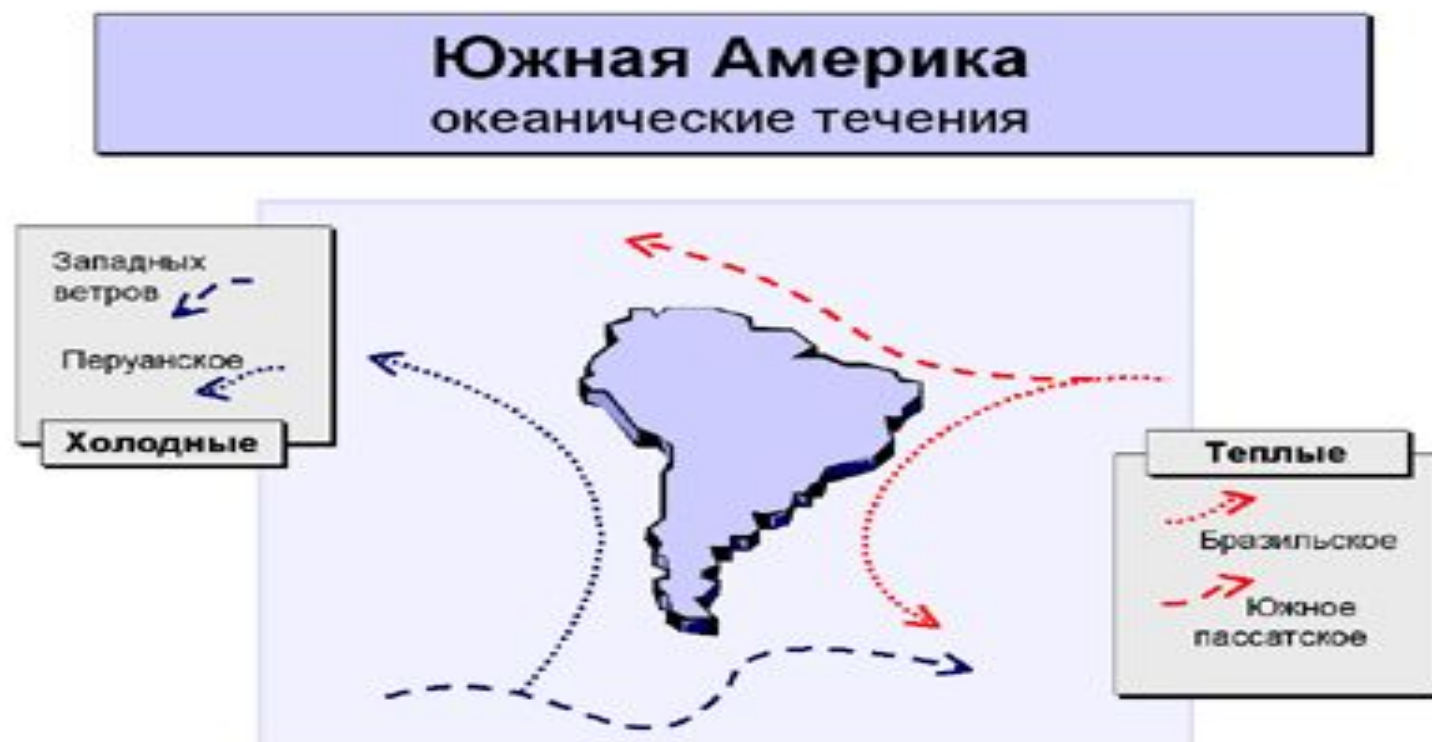 Южная Америка
океанические течения
Западных
ветров
Перуанское
Холодные
Теплые
Бразильское
Южное
пассатское